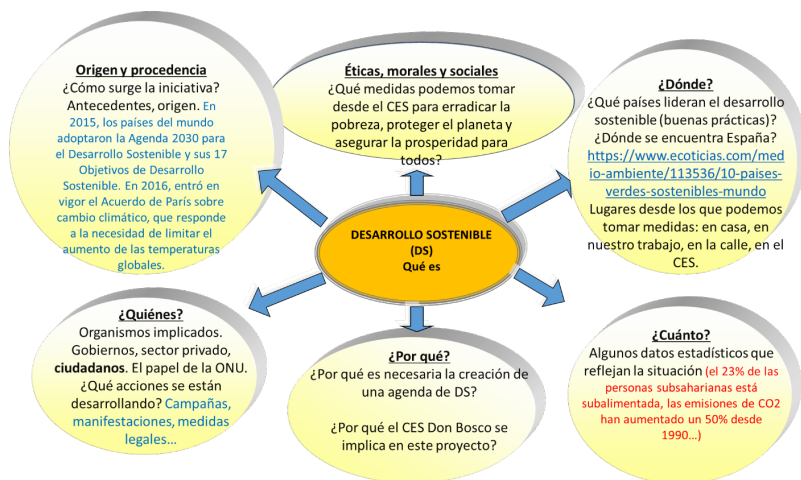 Origen y procedencia
¿Cómo surge la iniciativa?
Antecedentes, origen. En
2015, los países del mundo
adoptaron la Agenda 2030 para
el Desarrollo Sostenible y sus 17
Objetivos de Desarrollo
Sostenible. En 2016, entró en
vigor el Acuerdo de París sobre
cambio climático, que responde
a la necesidad de limitar el
aumento de las temperaturas
globales.
Éticas, morales y sociales
¿Qué medidas podemos tomar
desde el CES para erradicar la
pobreza, proteger el planeta y
asegurar la prosperidad para
todos?
¿Dónde?
¿Qué países lideran el desarrollo
sostenible (buenas prácticas)?
¿Dónde se encuentra España?
https://www.ecoticias.com/med
io-ambiente/113536/10-paises-
verdes-sostenibles-mundo
Lugares desde los que podemos
tomar medidas: en casa, en
nuestro trabajo, en la calle, en el
CES.
DESARROLLO SOSTENIBLE
(DS)
Qué es
¿Quiénes?
Organismos implicados.
Gobiernos, sector privado,
ciudadanos. El papel de la ONU.
¿Qué acciones se están
desarrollando? Campañas,
manifestaciones, medidas
legales…
¿Por qué?
¿Por qué es necesaria la creación de
una agenda de DS?
¿Por qué el CES Don Bosco se
implica en este proyecto?
¿Cuánto?
Algunos datos estadísticos que
reflejan la situación (el 23% de las
personas subsaharianas está
subalimentada, las emisiones de CO2
han aumentado un 50% desde
1990…)